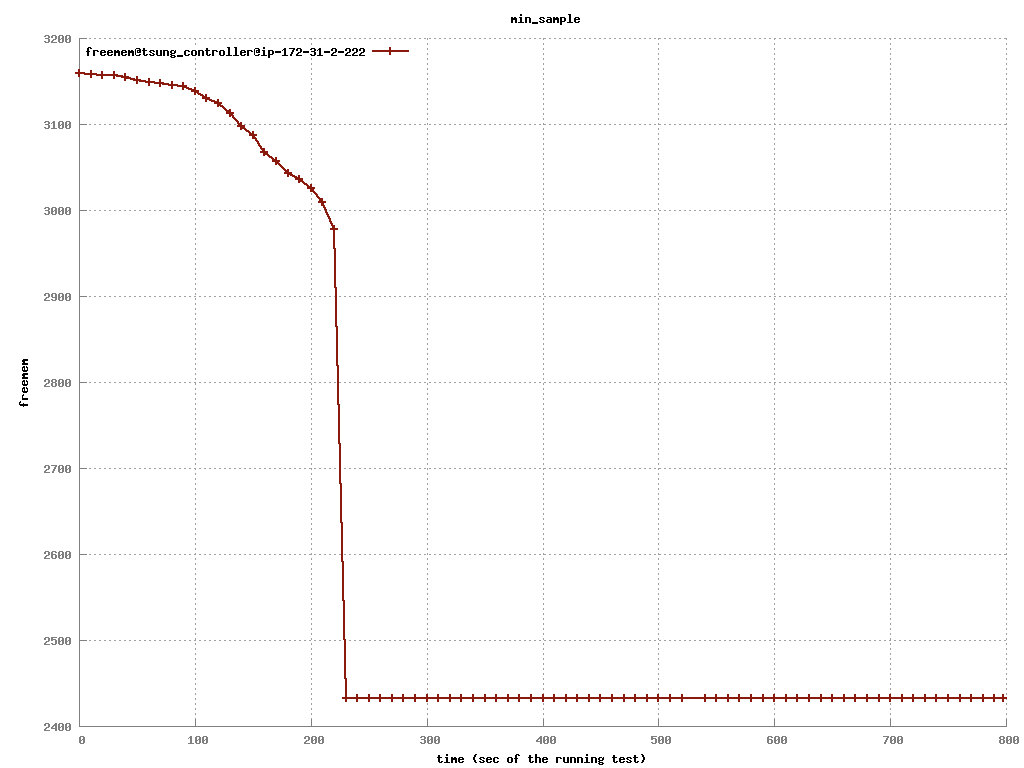 min_sample
3200
freemem@tsung_controller@ip-172-31-2-222
3100
3000
2900
2800
2700
2600
2500
2400
freemem
0 100 200 300 400 500 600 700 800
time (sec of the running test)